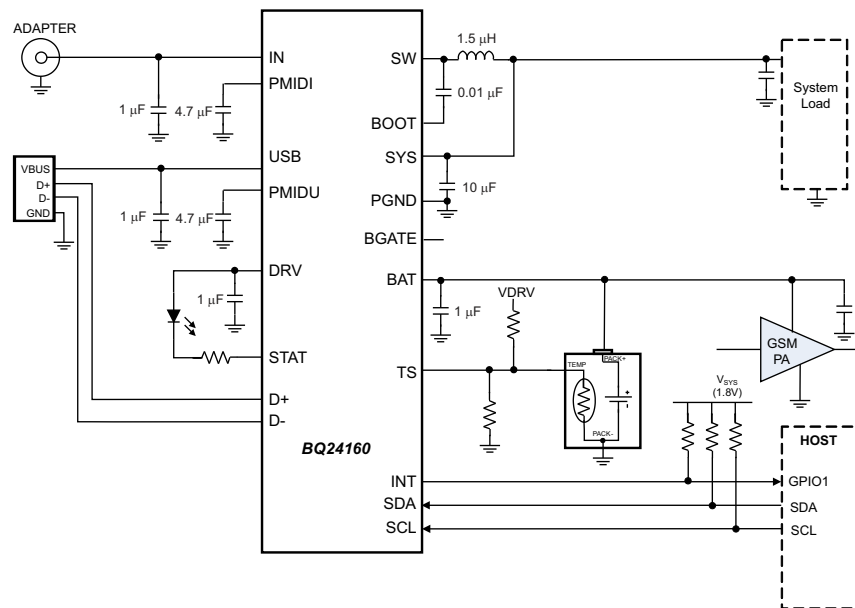 ADAPTER
IN
PMIDI
1 μF
4.7 μF
VBUS
D+
D-
GND
USB
PMIDU
1 μF
4.7 μF
DRV
1 μF
STAT
D+
D-
BQ24160
SW
1.5 μH
0.01 μF
BOOT
SYS
10 μF
PGND
BGATE
BAT
1 μF
VDRV
TS
TEMP
PACK+
PACK-
INT
SDA
SCL
System
Load
GSM
PA
VSYS
(1.8V)
HOST
GPIO1
SDA
SCL